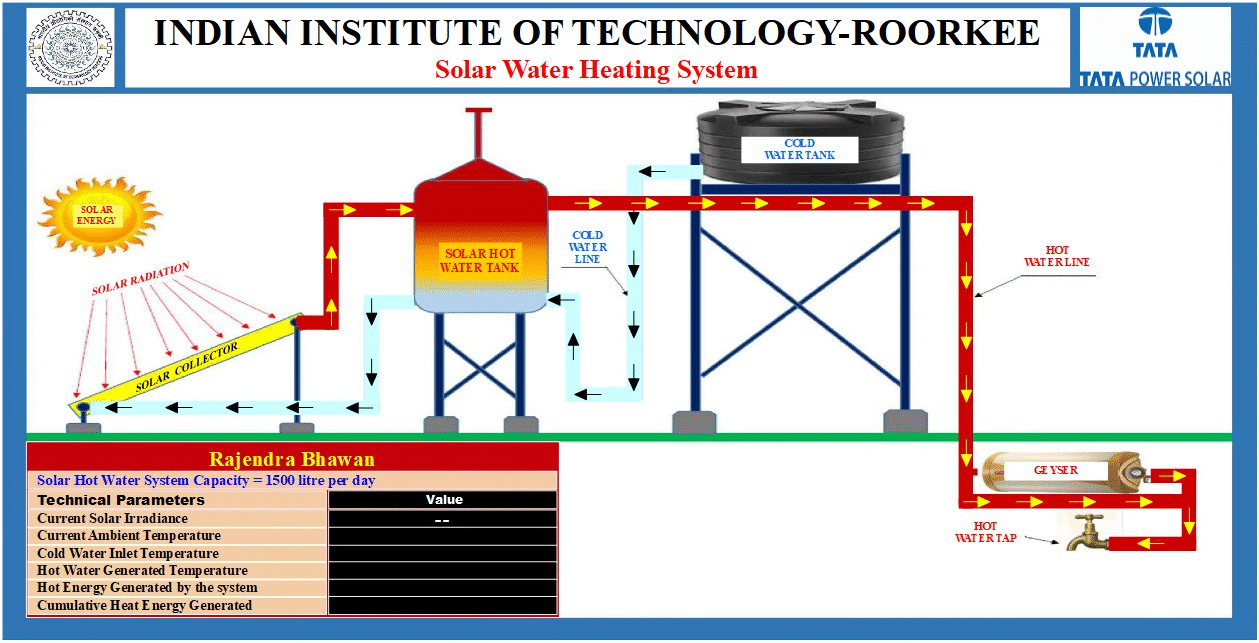 INDIAN INSTITUTE OF TECHNOLOGY-ROORKEE
Solar Water Heating System
TATA
TATA POWER SOLAR
COLD
WATER TANK
SOLAR
ENERGY
SOLAR RADIATION
SOLAR HOT
WATER TANK
COLD
WATER
LINE
HOT
WATER LINE
SOLAR COLLECTOR
Rajendra Bhawan
Solar Hot Water System Capacity = 1500 litre per day
Technical Parameters Value
Current Solar Irradiance --
Current Ambient Temperature
Cold Water Inlet Temperature
Hot Water Generated Temperature
Hot Energy Generated by the system
Cumulative Heat Energy Generated
GEYSER
HOT
WATER TAP